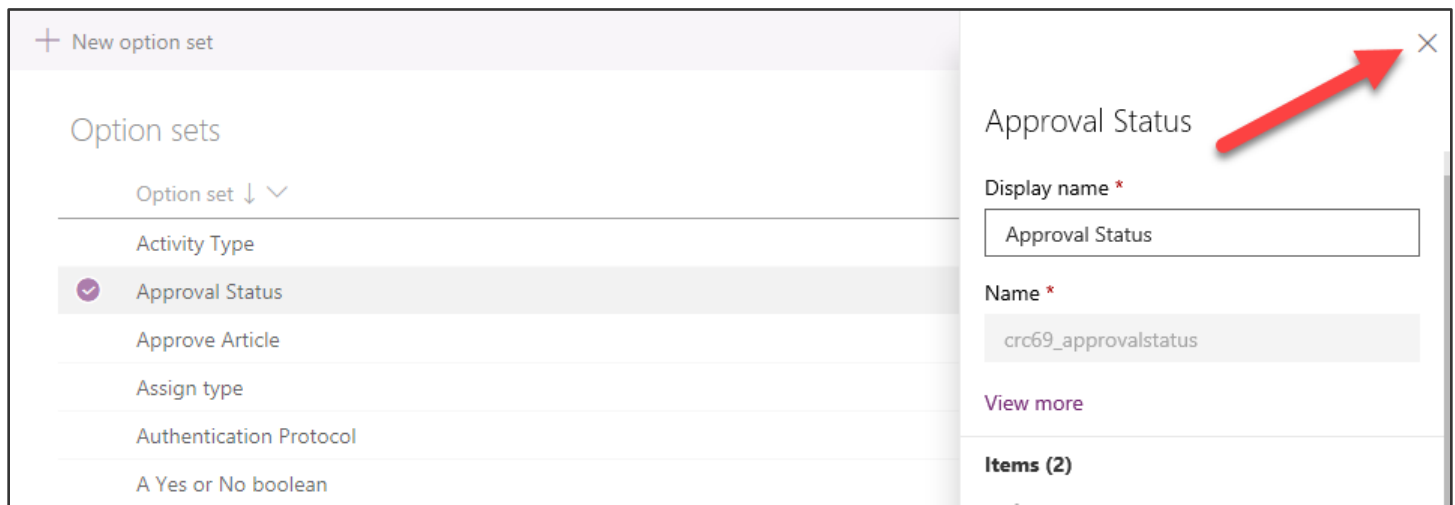 New option set
Option sets
Option set
Activity Type
Approval Status
Approve Article
Assign type
Authentication Protocol
A Yes or No boolean
Approval Status
Display name *
Approval Status
Name *
crc69_approvalstatus
View more
Items (2)